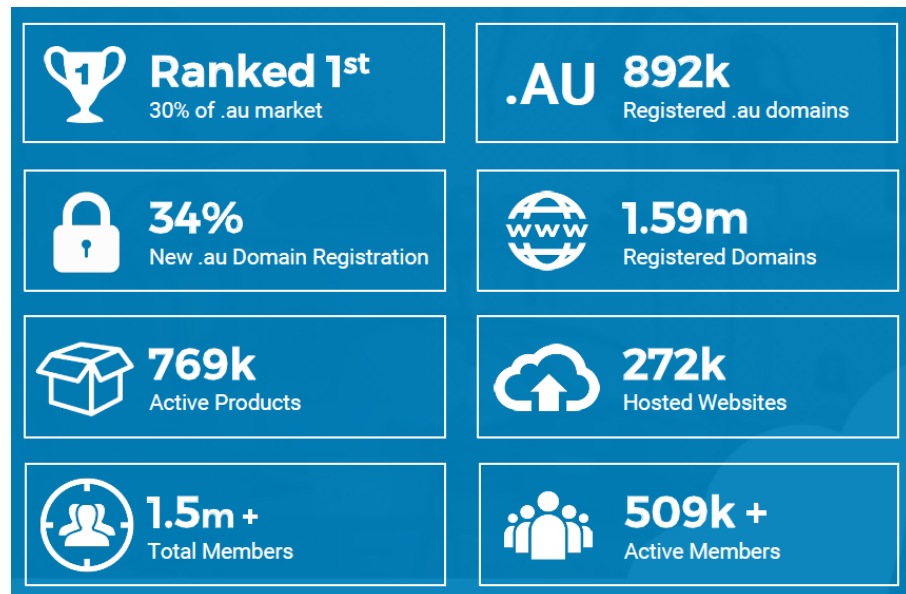 1
Ranked 1st
30% of .au market
.AU
892k
Registered .au domains
34%
New .au Domain Registration
www
1.59m
Registered Domains
769k
Active Products
272k
Hosted Websites
1.5m +
Total Members
509k +
Active Members